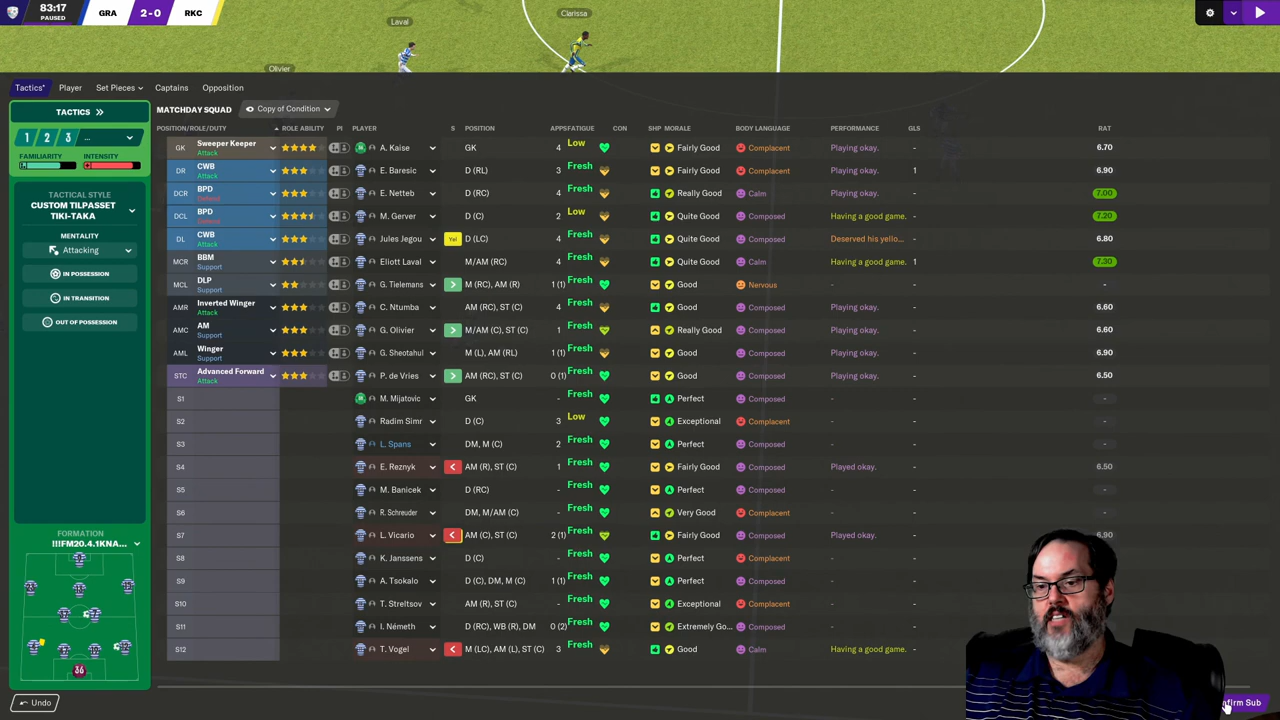 83:17
PAUSED
GRA 2 - 0 RKC
Laval
Clarissa
Olivier
Tactics* Player Set Pieces Captains Opposition
TACTICS
1 2 3 ...
FAMILIARITY INTENSITY
TACTICAL STYLE
CUSTOM TILPASSET
TIKI-TAKA
MENTALITY
Attacking
IN POSSESSION
IN TRANSITION
OUT OF POSSESSION
FORMATION
!!!FM20.4.1KNA...
36
Undo
MATCHDAY SQUAD Copy of Condition
POSITION/ROLE/DUTY ROLE ABILITY PI PLAYER S POSITION APPS FATIGUE CON SHP MORALE BODY LANGUAGE PERFORMANCE GLS RAT
GK Sweeper Keeper Attack A. Kaise GK 4 Low Fairly Good Complacent Playing okay. - 6.70
DR CWB Attack E. Baresic D (RL) 3 Fresh Fairly Good Complacent Playing okay. 1 6.90
DCR BPD Defend E. Netteb D (RC) 4 Fresh Really Good Calm Playing okay. - 7.00
DCL BPD Defend M. Gerver D (C) 2 Low Quite Good Composed Having a good game. - 7.20
DL CWB Attack Jules Jegou Yel D (LC) 4 Fresh Quite Good Composed Deserved his yello... - 6.80
MCR BBM Support Eliott Laval M/AM (RC) 4 Fresh Quite Good Calm Having a good game. 1 7.30
MCL DLP Support G. Tielemans M (RC), AM (R) 1 (1) Fresh Good Nervous - -
AMR Inverted Winger Attack C. Ntumba AM (RC), ST (C) 4 Fresh Good Composed Playing okay. - 6.60
AMC AM Support G. Olivier M/AM (C), ST (C) 1 Fresh Really Good Composed Playing okay. - 6.60
AML Winger Support G. Sheotahul M (L), AM (RL) 1 (1) Fresh Good Composed Playing okay. - 6.90
STC Advanced Forward Attack P. de Vries AM (RC), ST (C) 0 (1) Fresh Good Composed Playing okay. - 6.50
S1 M. Mijatovic GK - Fresh Perfect Composed - -
S2 Radim Simr D (C) 3 Low Exceptional Complacent - - -
S3 L. Spans DM, M (C) 2 Fresh Perfect Composed - - -
S4 E. Reznyk AM (R), ST (C) 1 Fresh Fairly Good Composed Played okay. - 6.50
S5 M. Banicek D (RC) - Fresh Perfect Composed - - -
S6 R. Schreuder DM, M/AM (C) - Fresh Very Good Complacent - - -
S7 L. Vicario AM (C), ST (C) 2 (1) Fresh Fairly Good Composed Played okay. - 6.90
S8 K. Janssens D (C) - Fresh Perfect Complacent - -
S9 A. Tsokalo D (C), DM, M (C) 1 (1) Fresh Perfect Composed - -
S10 T. Streltsov AM (R), ST (C) - Fresh Exceptional Complacent - -
S11 I. Németh D (RC), WB (R), DM 0 (2) Fresh Extremely Go... Composed - -
S12 T. Vogel M (LC), AM (L), ST (C) 3 Fresh Good Calm Having a good game. -
firm Sub